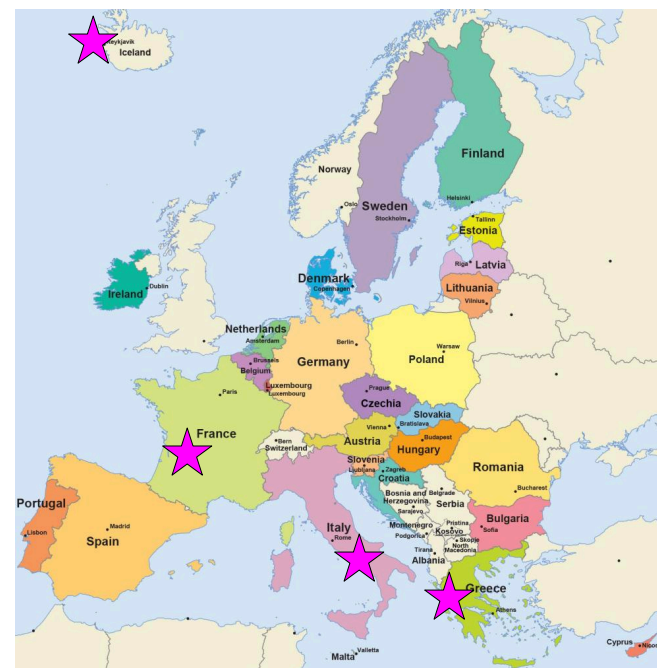 Reykjavik
Iceland
Norway
Oslo
Sweden
Stockholm
Finland
Helsinki
Tallinn
Estonia
Riga
Latvia
Lithuania
Vilnius
Denmark
Copenhagen
Dublin
Ireland
Netherlands
Amsterdam
Berlin
Germany
Warsaw
Poland
Brussels
Belgium
Luxembourg
Luxembourg
Paris
France
Prague
Czechia
Slovakia
Bratislava
Vienna
Austria
Budapest
Hungary
Bern
Switzerland
Slovenia
Ljubljana
Zagreb
Croatia
Romania
Bucharest
Bosnia and
Herzegovina
Sarajevo
Belgrade
Serbia
Montenegro
Podgorica
Pristina
Kosovo
Bulgaria
Sofia
Skopje
North
Macedonia
Tirana
Albania
Portugal
Lisbon
Madrid
Spain
Italy
Rome
Greece
Athens
Valletta
Malta
Cyprus